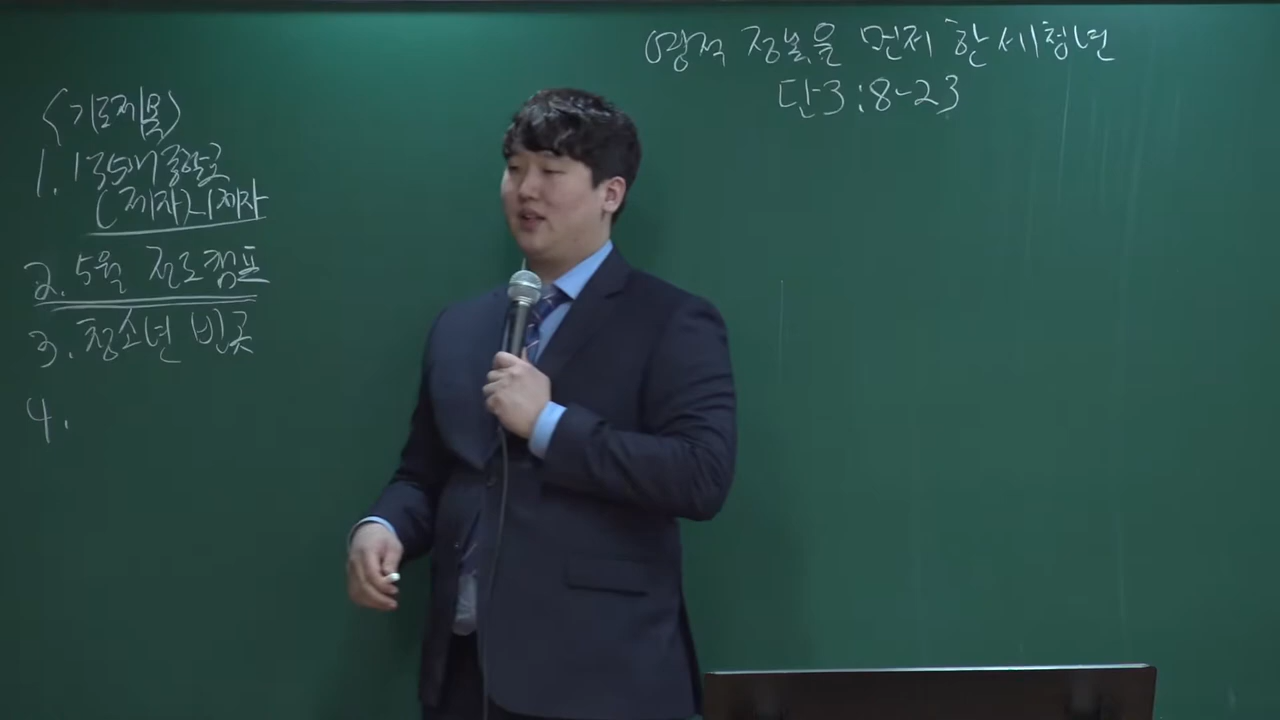 영적 정복을 먼저 한 세청년
단3:8-23
〈기도제목〉
1. 135개 중학교
(제자)시제자
2. 5월 전도캠프
3. 청소년 빈곳
4.